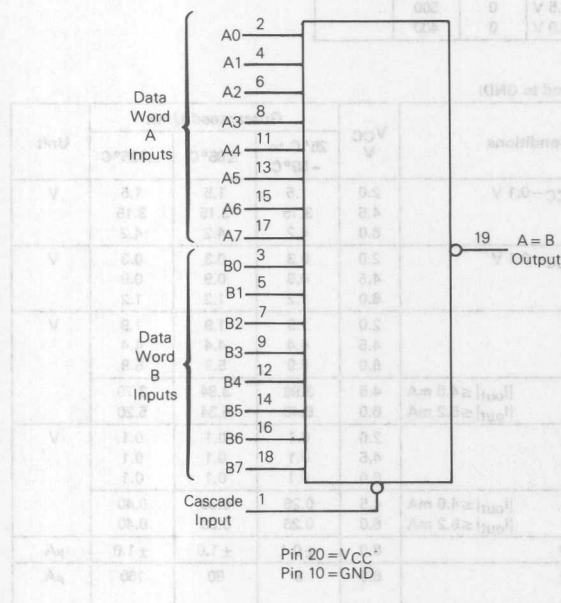 A0 2
A1 4
A2 6
A3 8
A4 11
A5 13
A6 15
A7 17
Data
Word
A
Inputs
B0 3
B1 5
B2 7
B3 9
B4 12
B5 14
B6 16
B7 18
Data
Word
B
Inputs
19 A=B
Output
Cascade 1
Input
Pin 20=VCC
Pin 10=GND